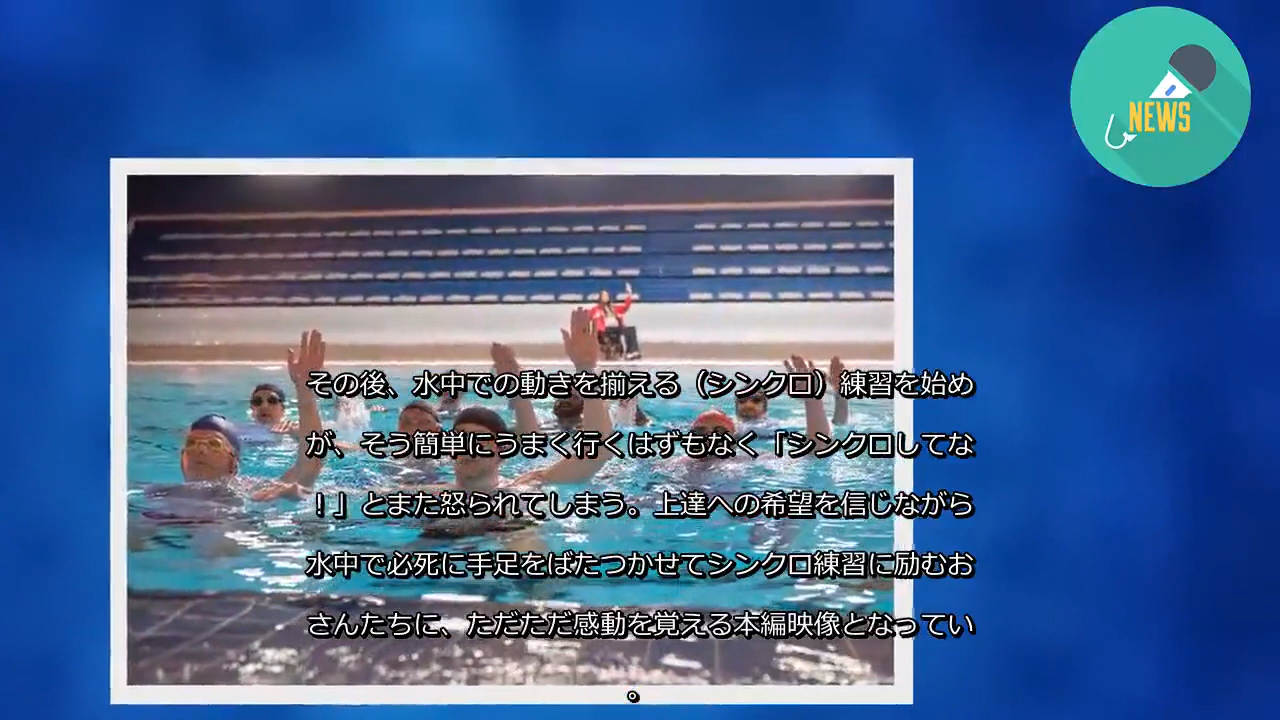 NEWS
その後、水中での動きを揃える（シンクロ）練習を始め
が、そう簡単にうまく行くはずもなく「シンクロしてな
！」とまた怒られてしまう。上達への希望を信じながら
水中で必死に手足をばたつかせてシンクロ練習に励むお
さんたちに、ただただ感動を覚える本編映像となってい
。